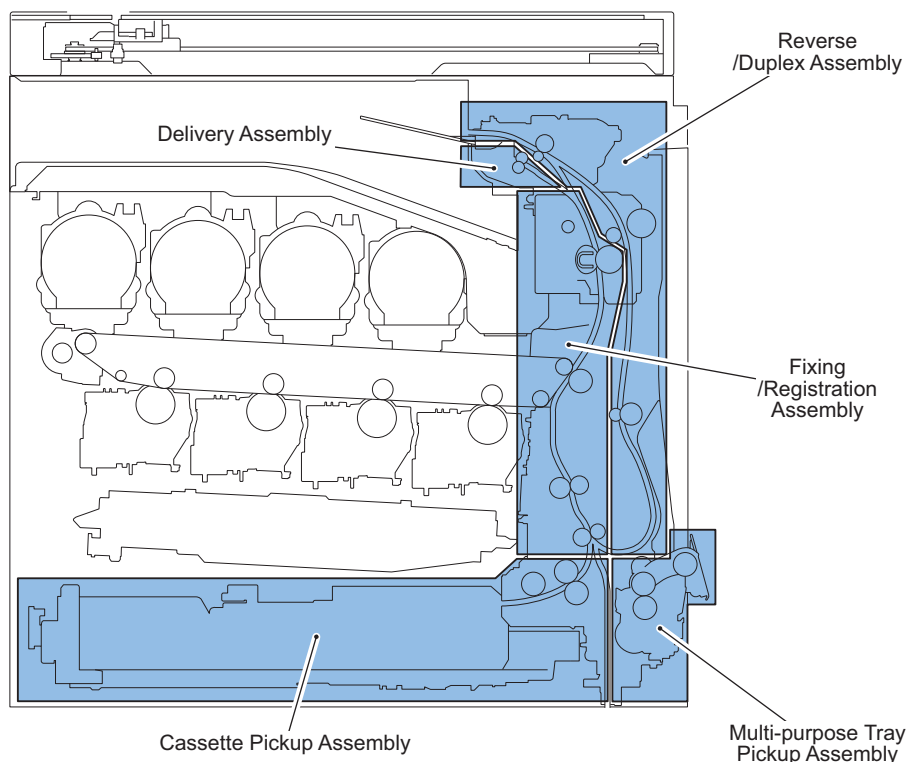 Reverse
/Duplex Assembly
Delivery Assembly
Fixing
/Registration
Assembly
Cassette Pickup Assembly
Multi-purpose Tray
Pickup Assembly